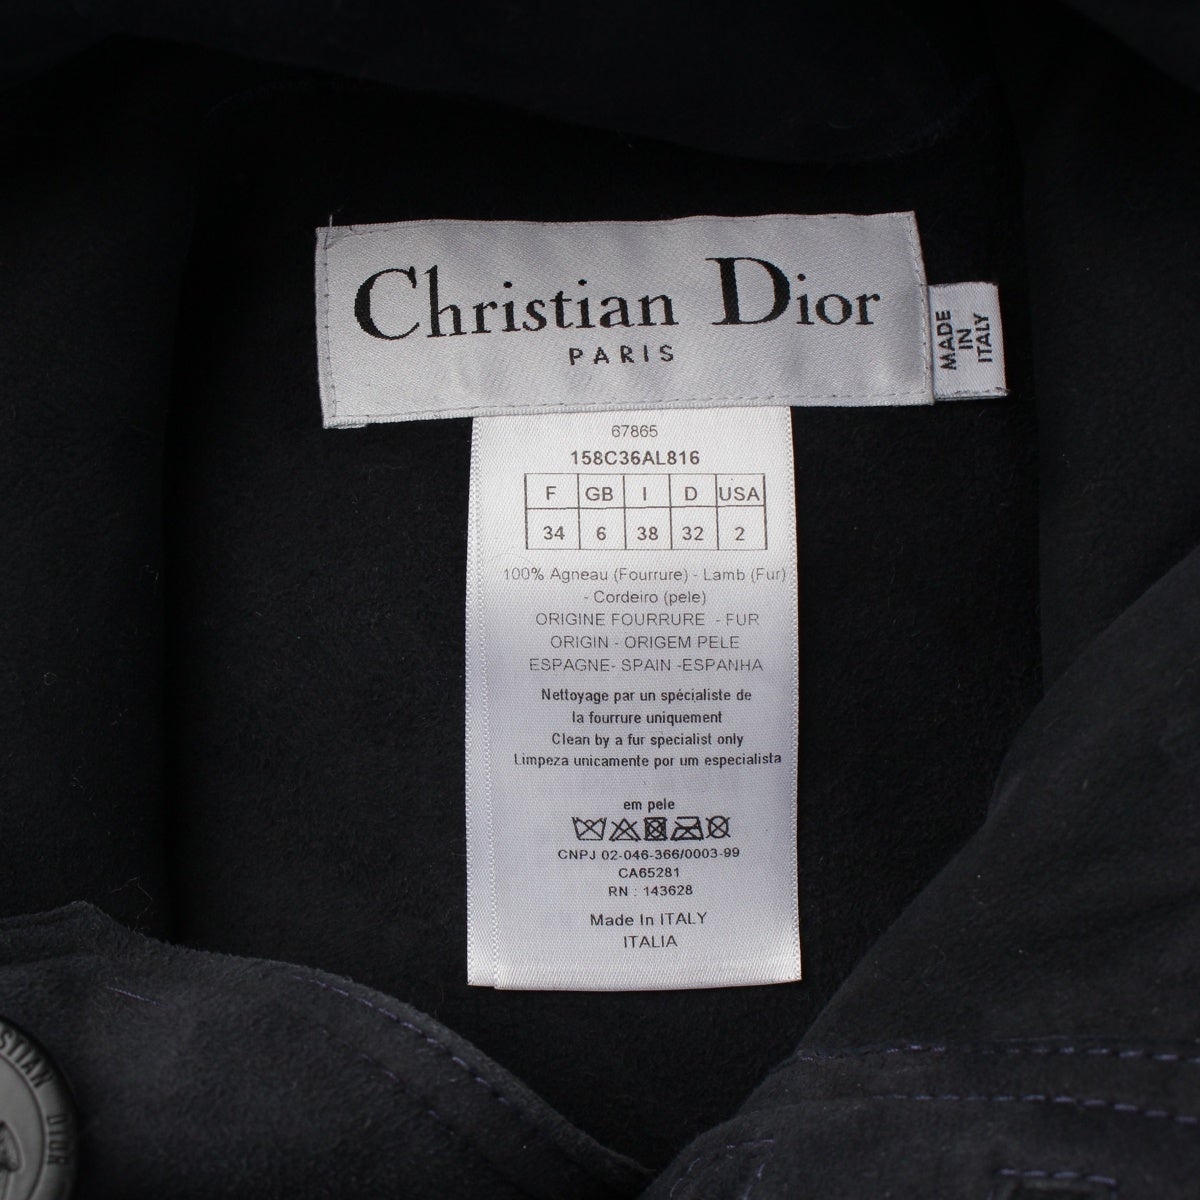 Christian Dior
PARIS
MADE
IN
ITALY
67865
158C36AL816
F GB I D USA
34 6 38 32 2
100% Agneau (Fourrure) - Lamb (Fur)
- Cordeiro (pele)
ORIGINE FOURRURE - FUR
ORIGIN - ORIGEM PELE
ESPAGNE- SPAIN -ESPANHA
Nettoyage par un spécialiste de
la fourrure uniquement
Clean by a fur specialist only
Limpeza unicamente por um especialista
em pele
CNPJ 02-046-366/0003-99
CA65281
RN : 143628
Made In ITALY
ITALIA
STIAN DIOR